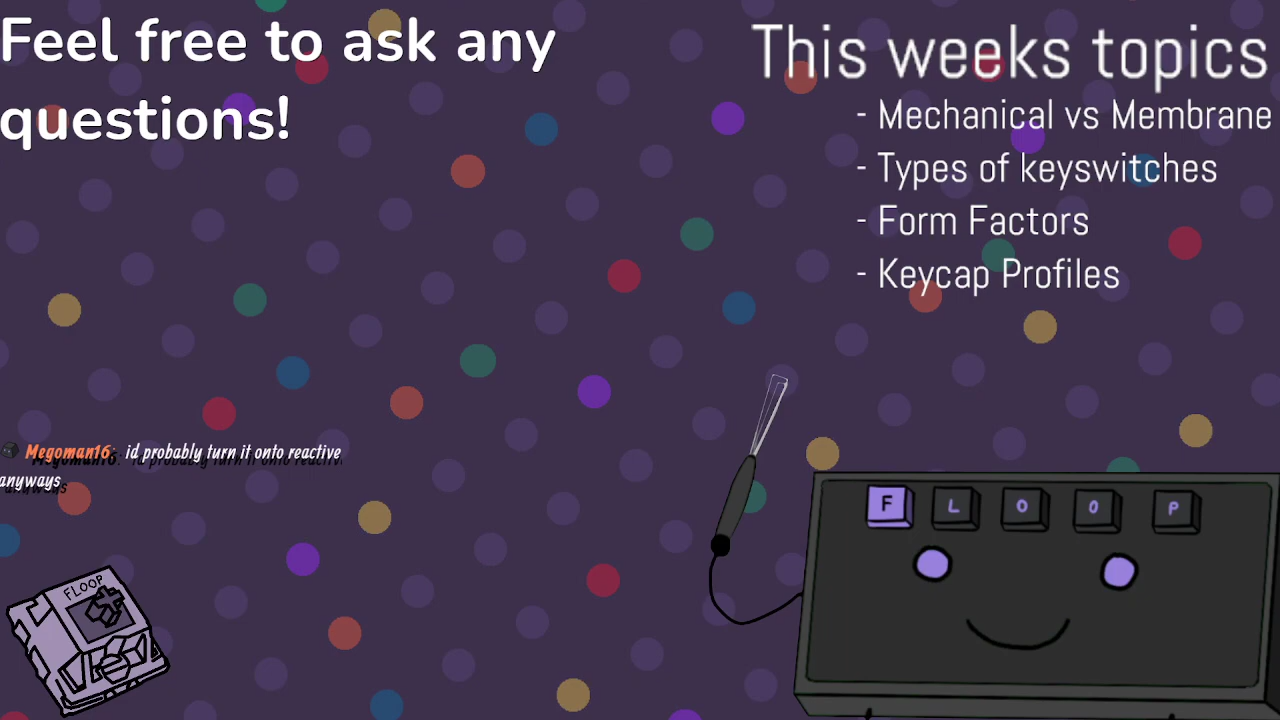 Feel free to ask any
questions!
This weeks topics
- Mechanical vs Membrane
- Types of keyswitches
- Form Factors
- Keycap Profiles
Megoman16: id probably turn it onto reactive
anyways
FLOOP
F L O O P